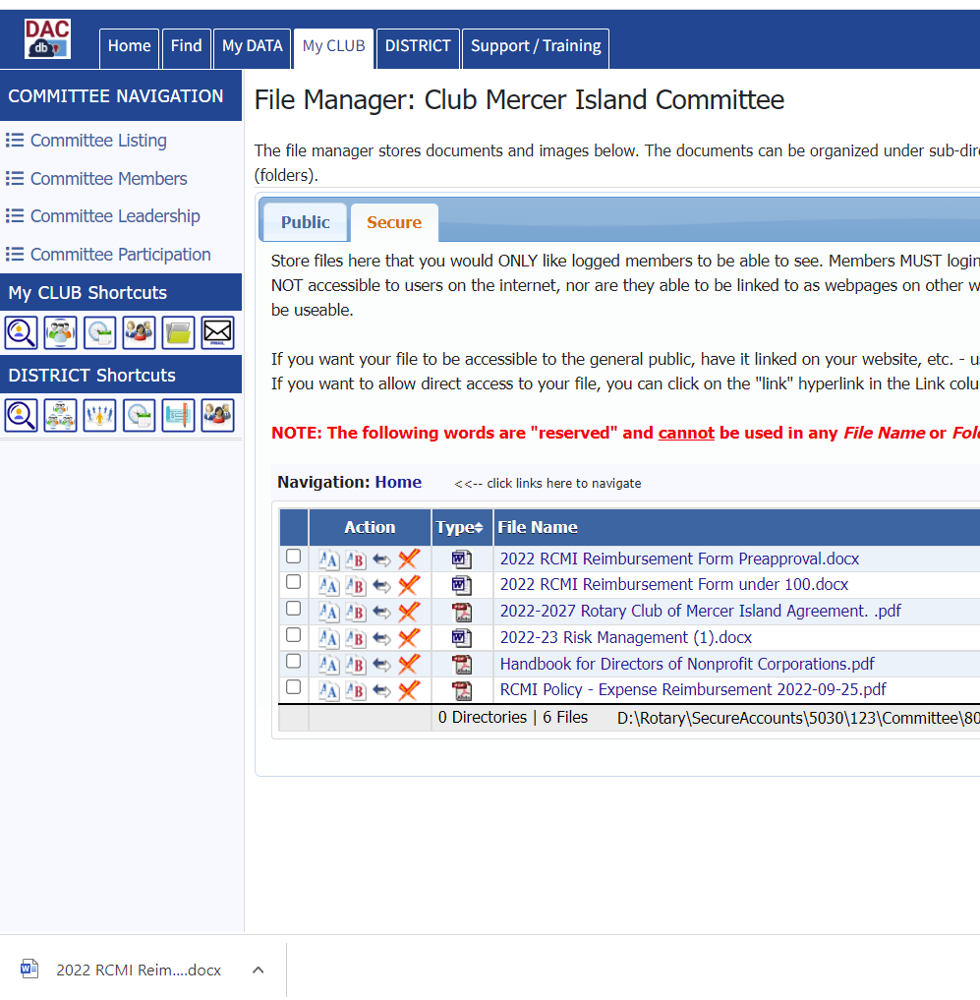 DAC
db
Home
Find
My DATA
My CLUB
DISTRICT
Support / Training
COMMITTEE NAVIGATION
Committee Listing
Committee Members
Committee Leadership
Committee Participation
My CLUB Shortcuts
DISTRICT Shortcuts
File Manager: Club Mercer Island Committee
The file manager stores documents and images below. The documents can be organized under sub-dire
(folders).
Public
Secure
Store files here that you would ONLY like logged members to be able to see. Members MUST login
NOT accessible to users on the internet, nor are they able to be linked to as webpages on other w
be useable.
If you want your file to be accessible to the general public, have it linked on your website, etc. - u
If you want to allow direct access to your file, you can click on the "link" hyperlink in the Link colu
NOTE: The following words are "reserved" and cannot be used in any File Name or Fol
Navigation: Home <<-- click links here to navigate
Action Type File Name
2022 RCMI Reimbursement Form Preapproval.docx
2022 RCMI Reimbursement Form under 100.docx
2022-2027 Rotary Club of Mercer Island Agreement. .pdf
2022-23 Risk Management (1).docx
Handbook for Directors of Nonprofit Corporations.pdf
RCMI Policy - Expense Reimbursement 2022-09-25.pdf
0 Directories | 6 Files D:\Rotary\SecureAccounts\5030\123\Committee\80
2022 RCMI Reim....docx